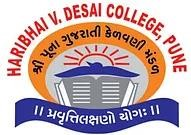 HARIBHAI V. DESAI COLLEGE, PUNE
શ્રી પૂના ગુજરાતી કેળવણી મંડળ
।। પ્રવૃત્તિલક્ષણો યોગઃ ।।